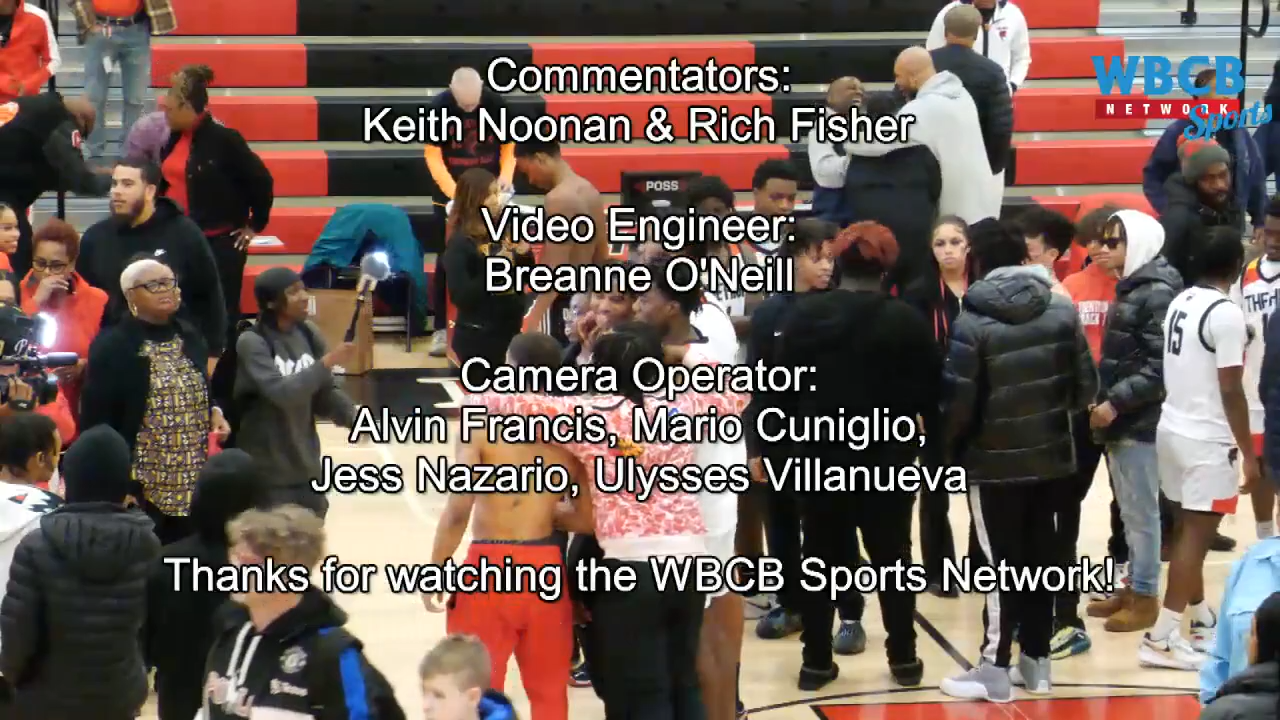 Commentators:
Keith Noonan & Rich Fisher
WBCB
NETWORK
Sports
POSS
Video Engineer:
Breanne O'Neill
15
Camera Operator:
Alvin Francis, Mario Cuniglio,
Jess Nazario, Ulysses Villanueva
Thanks for watching the WBCB Sports Network!